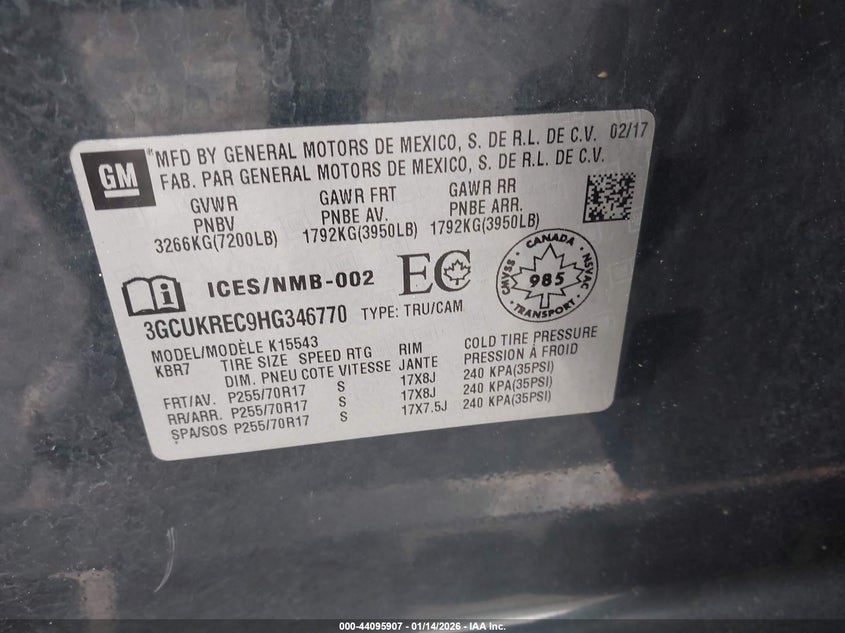 GM
*MFD BY GENERAL MOTORS DE MEXICO, S. DE R.L. DE C.V. 02/17
FAB. PAR GENERAL MOTORS DE MEXICO, S. DE R.L. DE C.V.
GVWR GAWR FRT GAWR RR
PNBV PNBE AV. PNBE ARR.
3266KG(7200LB) 1792KG(3950LB) 1792KG(3950LB)
i ICES/NMB-002 EC
CANADA
CMVSS 985 NSVAC
TRANSPORT
3GCUKREC9HG346770 TYPE: TRU/CAM
MODEL/MODÈLE K15543
KBR7 TIRE SIZE SPEED RTG RIM COLD TIRE PRESSURE
DIM. PNEU COTE VITESSE JANTE PRESSION À FROID
FRT/AV. P255/70R17 S 17X8J 240 KPA(35PSI)
RR/ARR. P255/70R17 S 17X8J 240 KPA(35PSI)
SPA/SOS P255/70R17 S 17X7.5J 240 KPA(35PSI)
000-44095907 - 01/14/2026 - IAA Inc.